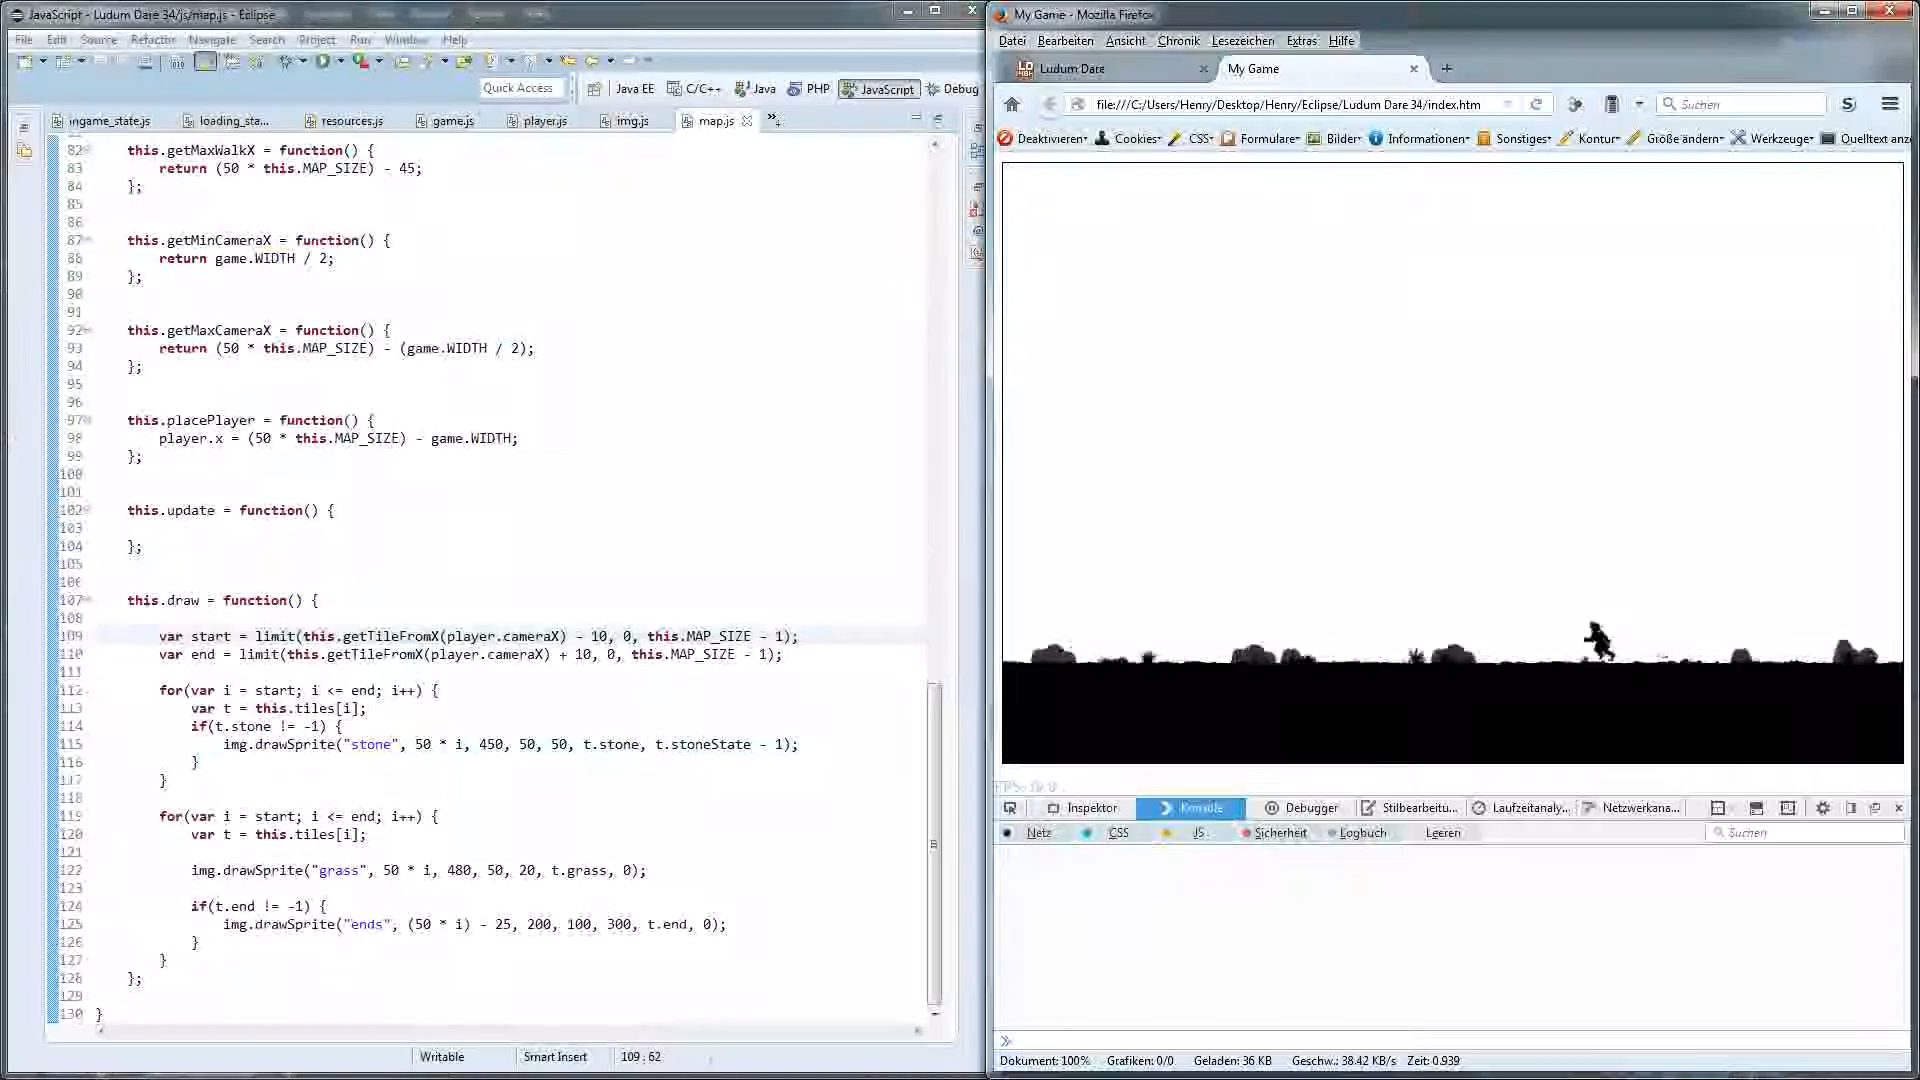 JavaScript - Ludum Dare 34/js/map.js - Eclipse
File Edit Source Refactor Navigate Search Project Run Window Help
Quick Access
Java EE C/C++ Java PHP JavaScript Debug
ingame_state.js loading_sta... resources.js game.js player.js img.js map.js
82 this.getMaxWalkX = function() {
83 return (50 * this.MAP_SIZE) - 45;
84 };
85
86
87 this.getMinCameraX = function() {
88 return game.WIDTH / 2;
89 };
90
91
92 this.getMaxCameraX = function() {
93 return (50 * this.MAP_SIZE) - (game.WIDTH / 2);
94 };
95
96
97 this.placePlayer = function() {
98 player.x = (50 * this.MAP_SIZE) - game.WIDTH;
99 };
100
101
102 this.update = function() {
103
104 };
105
106
107 this.draw = function() {
108
109 var start = limit(this.getTileFromX(player.cameraX) - 10, 0, this.MAP_SIZE - 1);
110 var end = limit(this.getTileFromX(player.cameraX) + 10, 0, this.MAP_SIZE - 1);
111
112 for(var i = start; i <= end; i++) {
113 var t = this.tiles[i];
114 if(t.stone != -1) {
115 img.drawSprite("stone", 50 * i, 450, 50, 50, t.stone, t.stoneState - 1);
116 }
117 }
118
119 for(var i = start; i <= end; i++) {
120 var t = this.tiles[i];
121
122 img.drawSprite("grass", 50 * i, 480, 50, 20, t.grass, 0);
123
124 if(t.end != -1) {
125 img.drawSprite("ends", (50 * i) - 25, 200, 100, 300, t.end, 0);
126 }
127 }
128 };
129
130 }
Writable Smart Insert 109 : 62
My Game - Mozilla Firefox
Datei Bearbeiten Ansicht Chronik Lesezeichen Extras Hilfe
Ludum Dare My Game
file:///C:/Users/Henry/Desktop/Henry/Eclipse/Ludum Dare 34/index.htm Suchen
Deaktivieren Cookies CSS Formulare Bilder Informationen Sonstiges Kontur Größe ändern Werkzeuge Quelltext anz
Inspektor Konsole Debugger Stilbearbeitu... Laufzeitanaly... Netzwerkana...
Netz CSS JS Sicherheit Logbuch Leeren Suchen
Dokument: 100% Grafiken: 0/0 Geladen: 36 KB Geschw.: 38.42 KB/s Zeit: 0.939